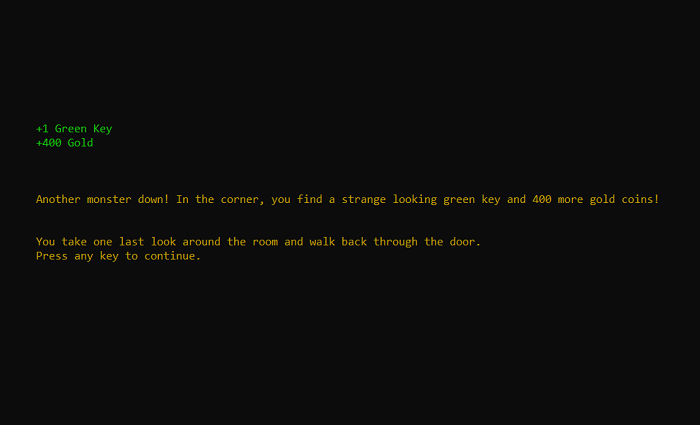 +1 Green Key
+400 Gold
Another monster down! In the corner, you find a strange looking green key and 400 more gold coins!
You take one last look around the room and walk back through the door.
Press any key to continue.